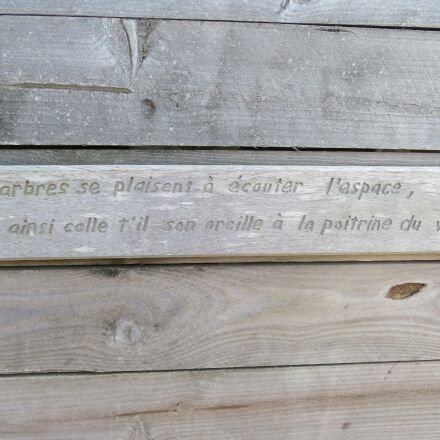 arbres se plaisent à écouter l'espace,
ainsi colle t'il son oreille à la poitrine du